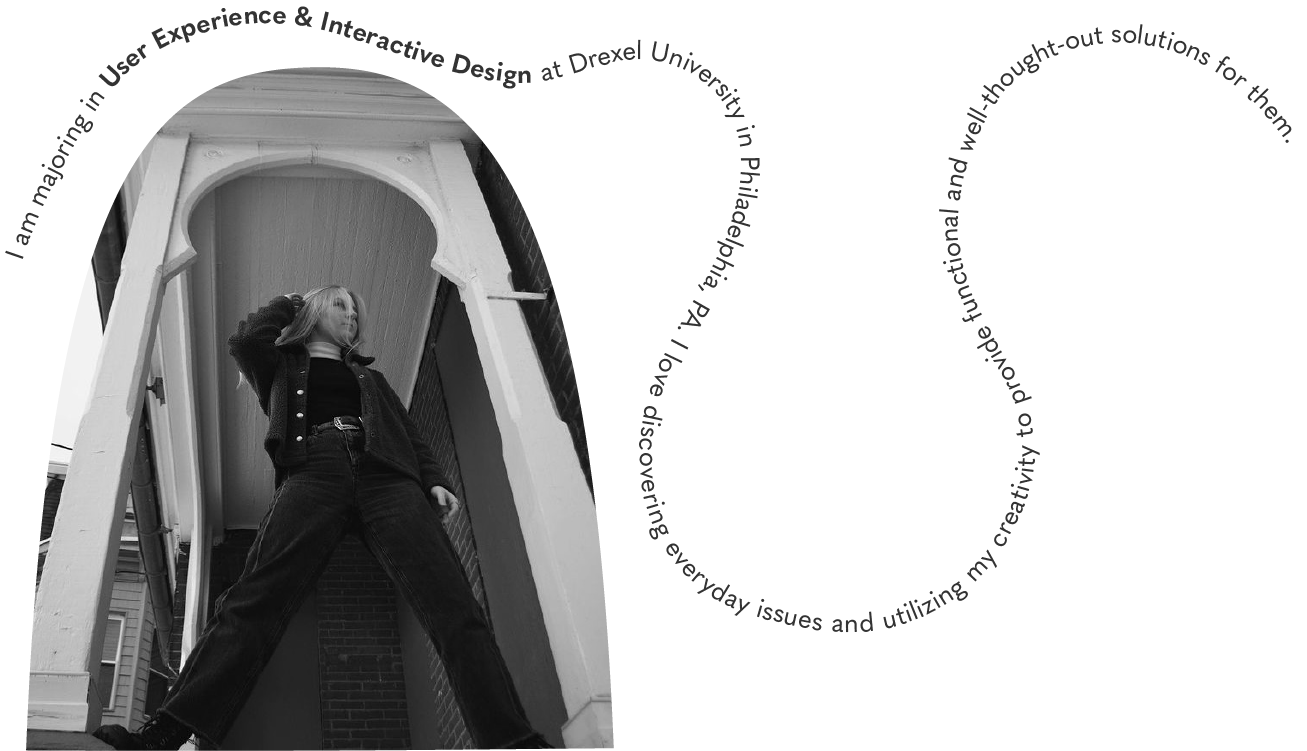 I am majoring in User Experience & Interactive Design at Drexel University in Philadelphia, PA. I love discovering everyday issues and utilizing my creativity to provide functional and well-thought-out solutions for them.